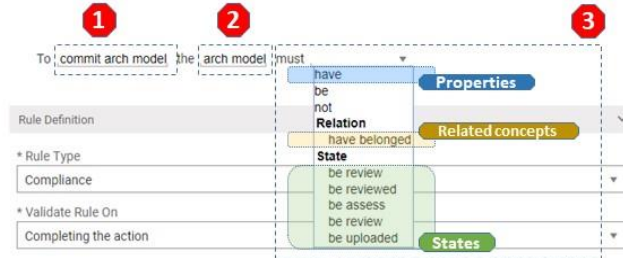 1 2 3
To commit arch model the arch model must
have
Properties
be
not
Rule Definition
Relation
have belonged
Related concepts
* Rule Type
State
Compliance
be review
be reviewed
* Validate Rule On
be assess
be review
Completing the action
be uploaded
States